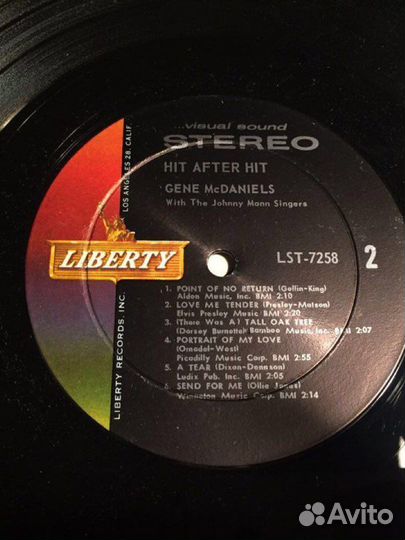 ...visual sound
STEREO
HIT AFTER HIT
GENE McDANIELS
With The Johnny Mann Singers
LOS ANGELES 28, CALIF.
LIBERTY
LST-7258
2
1. POINT OF NO RETURN (Goffin-King)
Aldon Music, Inc. BMI 2:10
2. LOVE ME TENDER (Presley-Matson)
Elvis Presley Music BMI 2:20
3. (There Was A) TALL OAK TREE
(Dorsey Burnette) Bamboo Music BMI 2:07
4. PORTRAIT OF MY LOVE
(Ornadel-West)
Picadilly Music Corp. BMI 2:55
5. A TEAR (Dixon-Dennson)
Ludix Pub. Inc. BMI 2:05
6. SEND FOR ME (Ollie Jones)
Winneton Music Corp. BMI 2:14
LIBERTY RECORDS, INC.
Avito